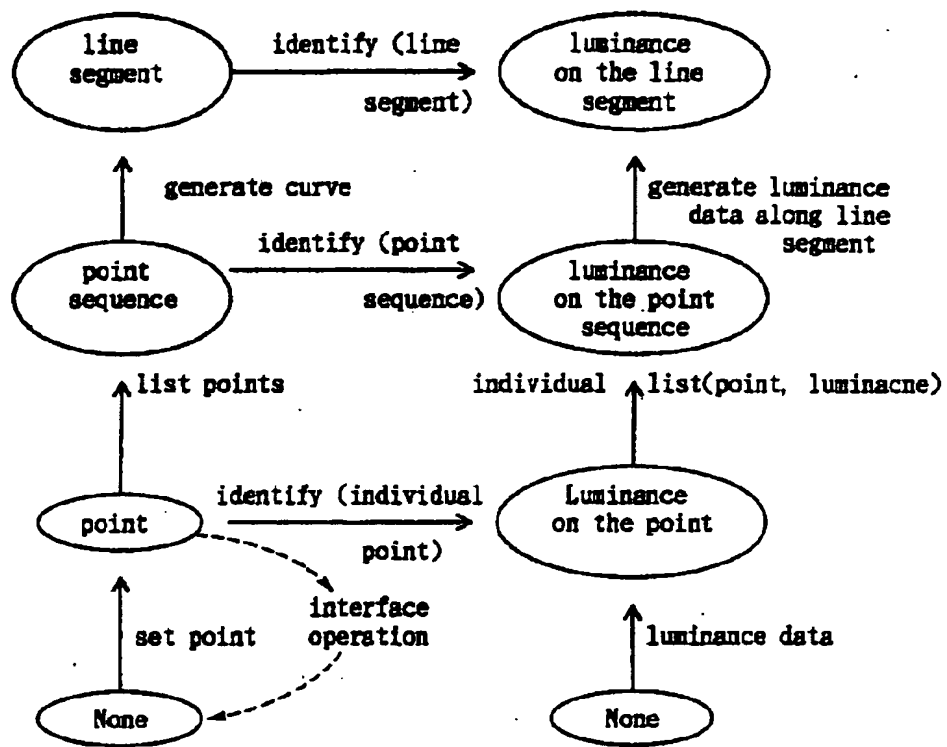 line
segment
identify (line
segment)
luminance
on the line
segment
generate curve
generate luminance
data along line
segment
point
sequence
identify (point
sequence)
luminance
on the point
sequence
list points
individual list(point, luminacne)
point
identify (individual
point)
Luminance
on the point
interface
operation
set point
luminance data
None
None